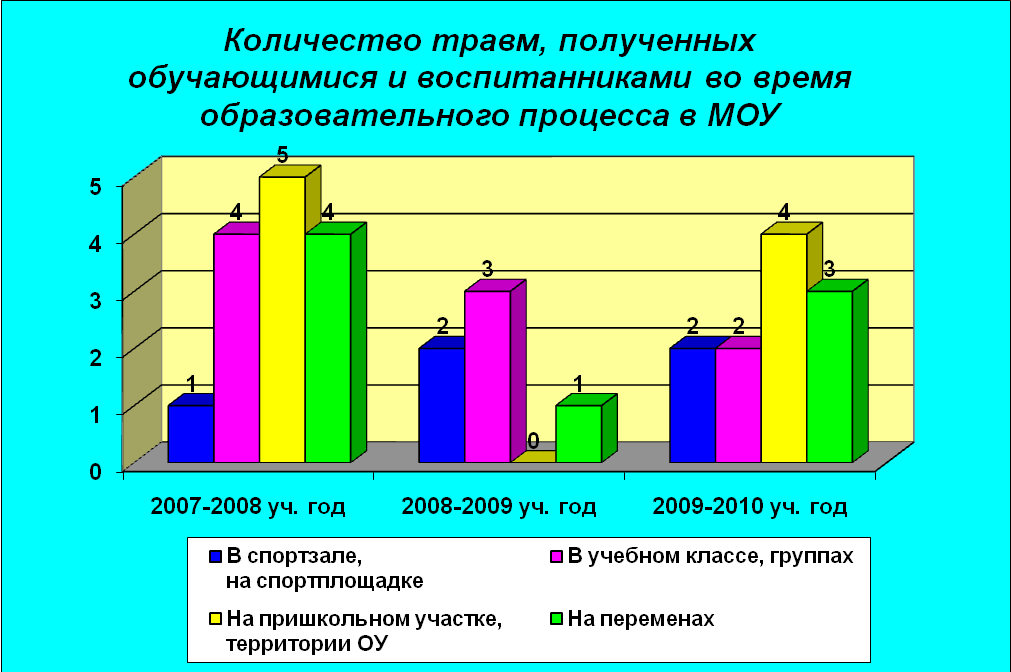 Количество травм, полученных
обучающимися и воспитанниками во время
образовательного процесса в МОУ
5
4
3
2
1
0
1
4
5
4
2
3
0
1
2
2
4
3
2007-2008 уч. год
2008-2009 уч. год
2009-2010 уч. год
В спортзале,
на спортплощадке
В учебном классе, группах
На пришкольном участке,
территории ОУ
На переменах